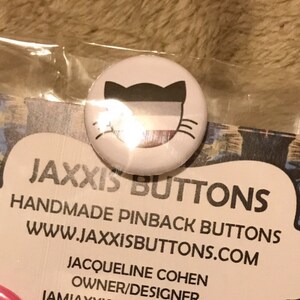 JAXXIS BUTTONS
HANDMADE PINBACK BUTTONS
WWW.JAXXISBUTTONS.COM
JACQUELINE COHEN
OWNER/DESIGNER